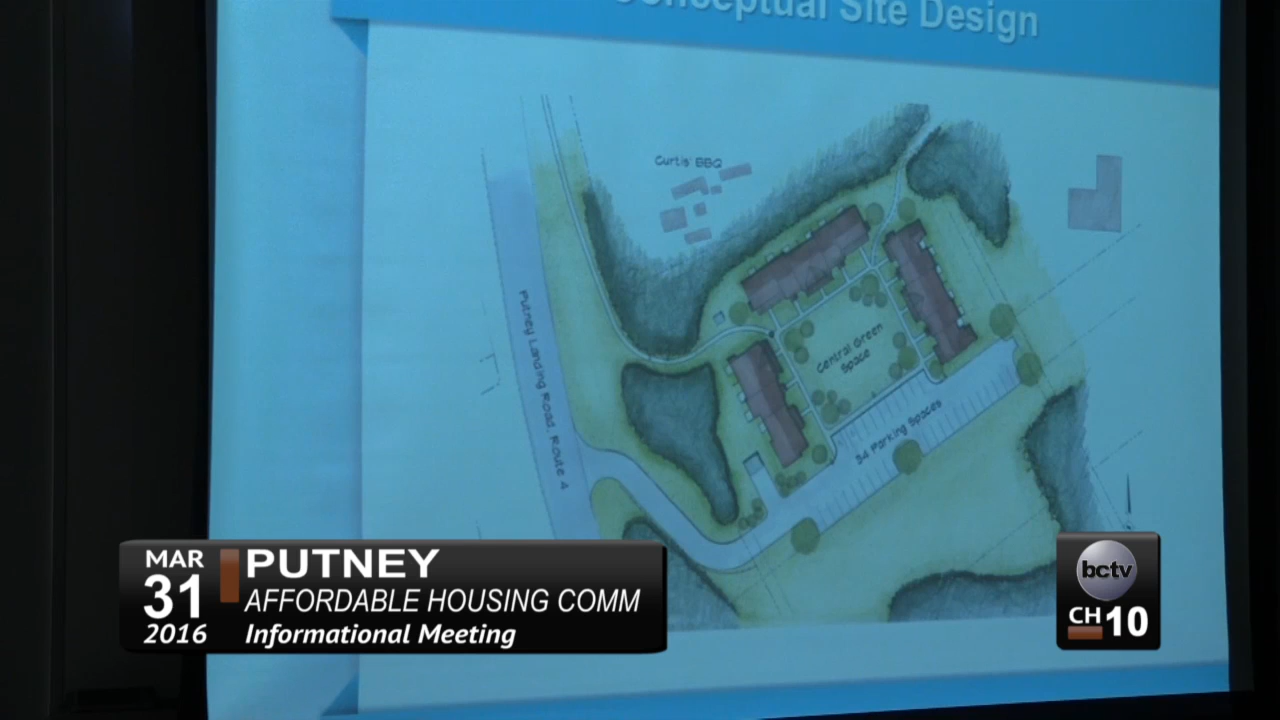 Conceptual Site Design
Curtis' BBQ
Putney Landing Road, Route 4
Central Green
Space
34 Parking Spaces
MAR
31
2016
PUTNEY
AFFORDABLE HOUSING COMM
Informational Meeting
bctv
CH 10